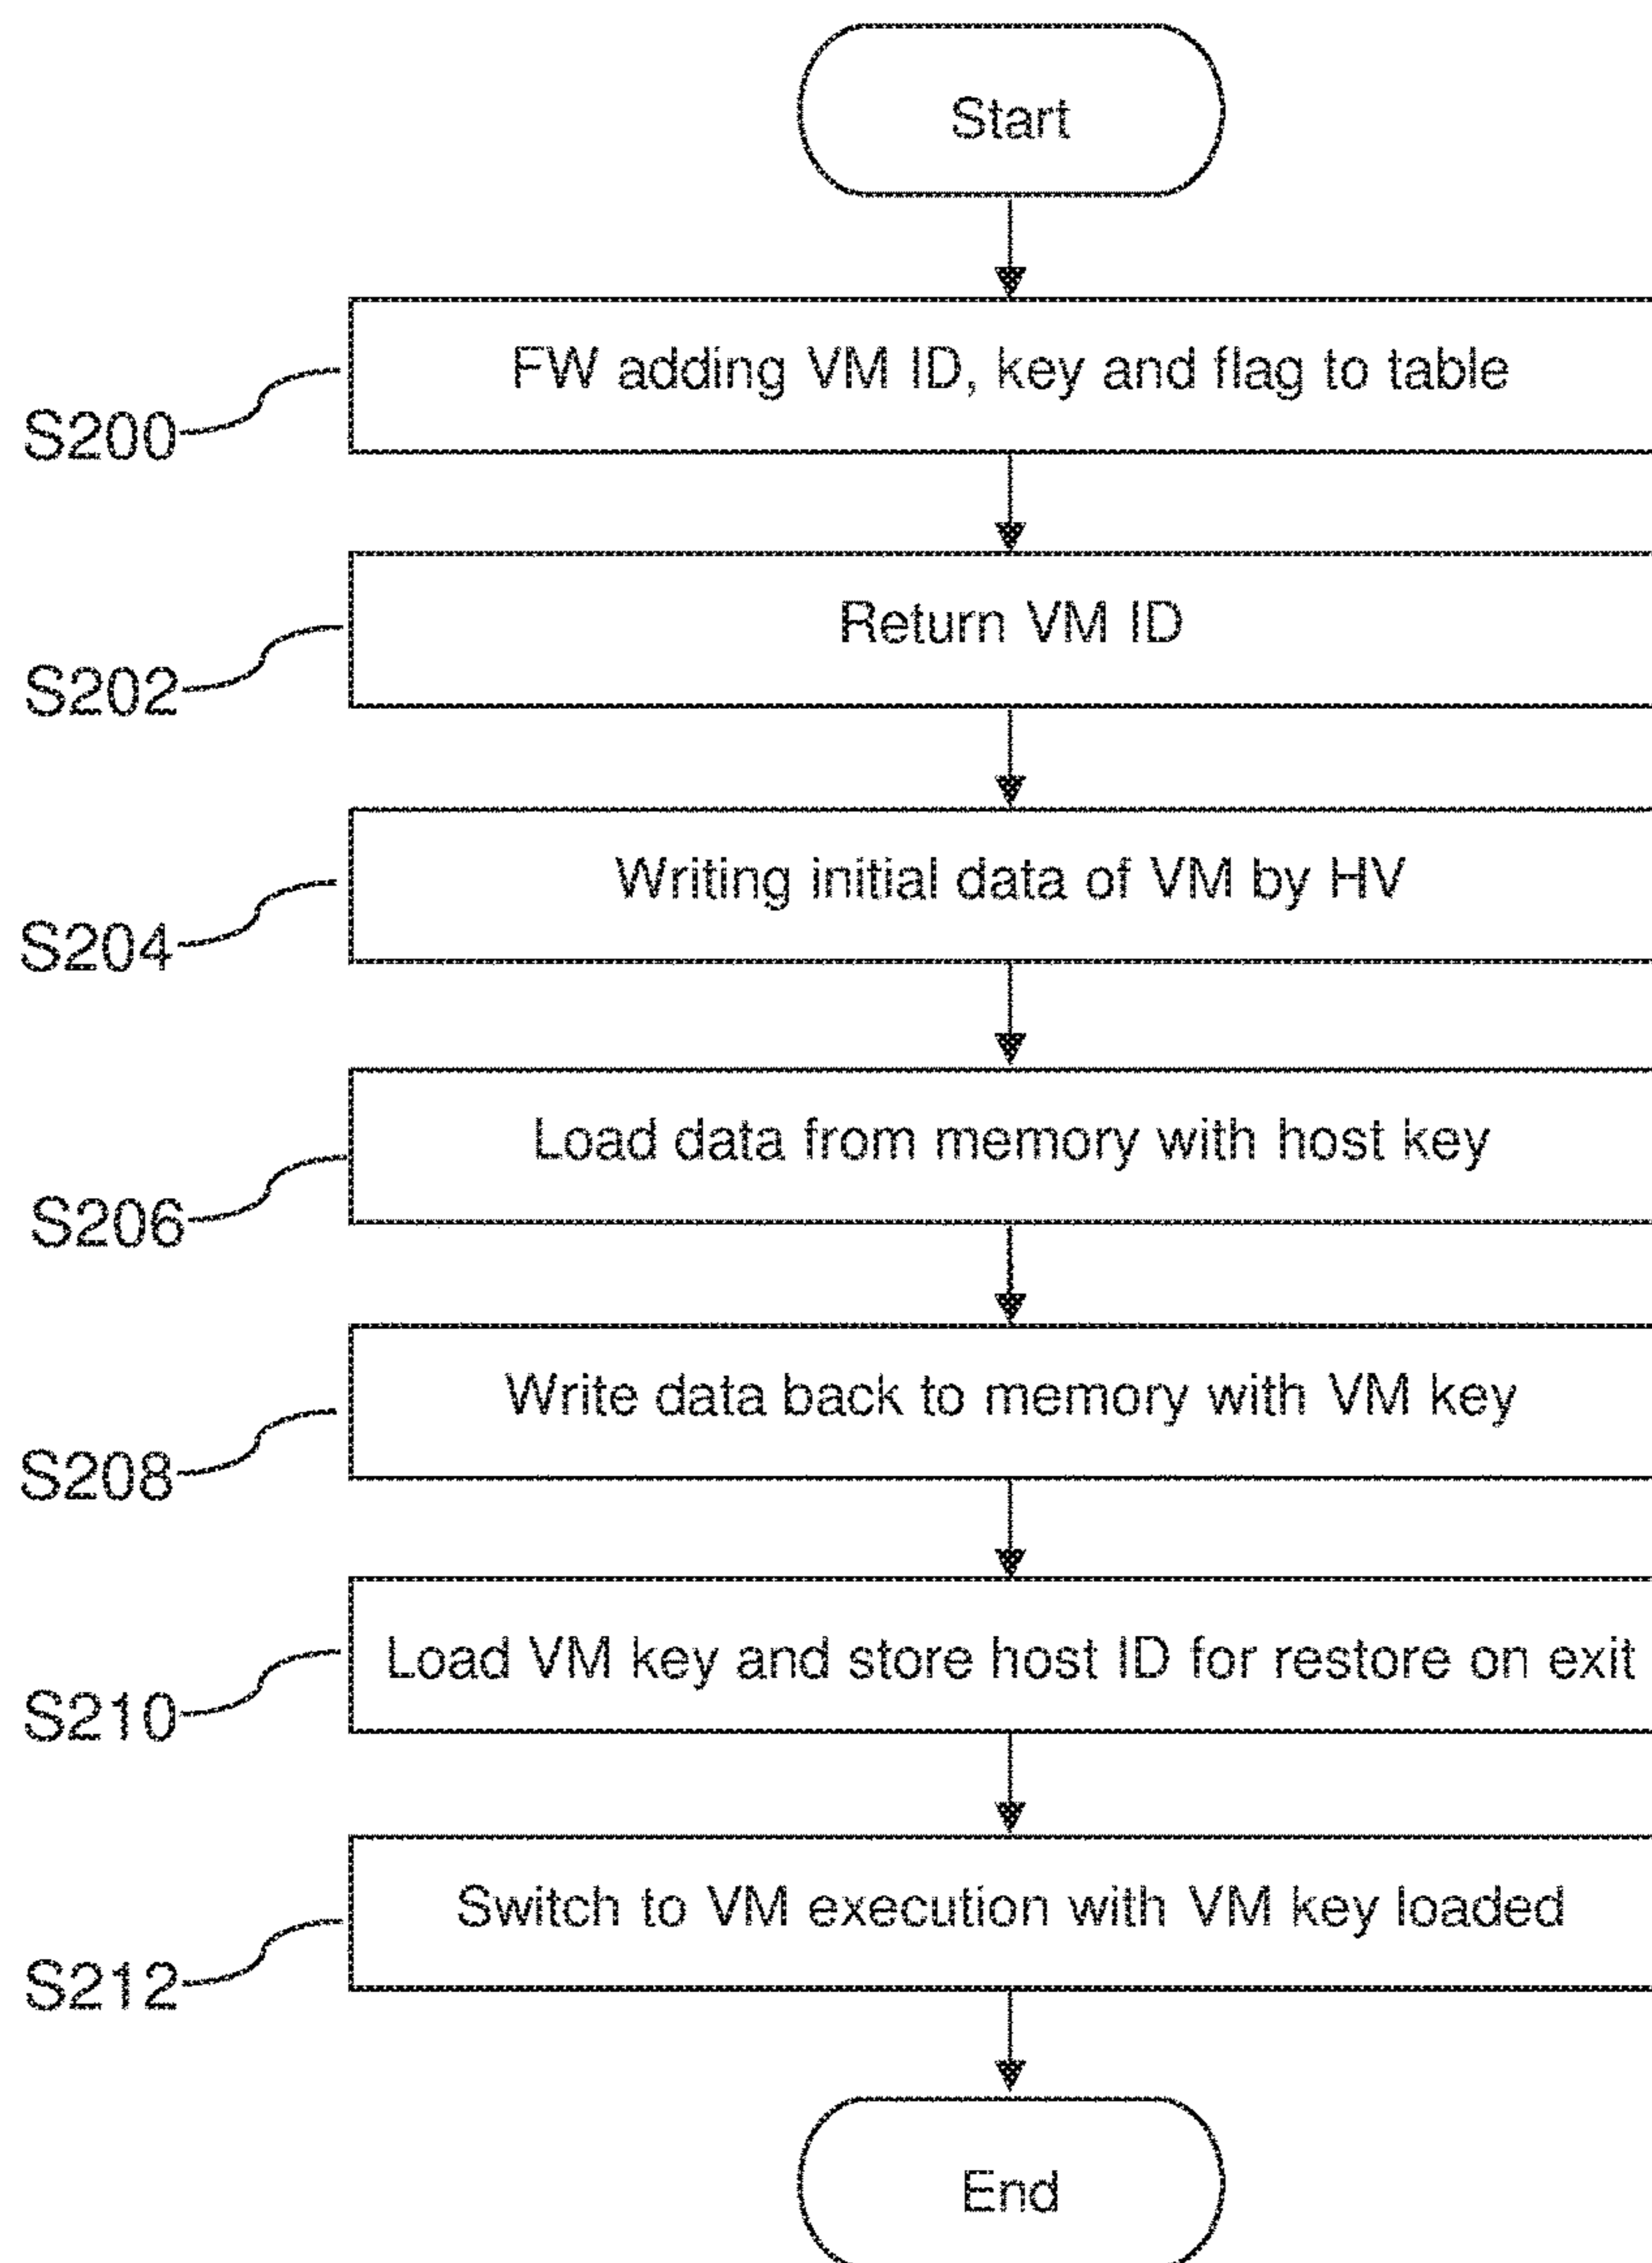 Start
FW adding VM ID, key and flag to table
S200
Return VM ID
S202
Writing initial data of VM by HV
S204
Load data from memory with host key
S206
Write data back to memory with VM key
S208
Load VM key and store host ID for restore on exit
S210
Switch to VM execution with VM key loaded
S212
End